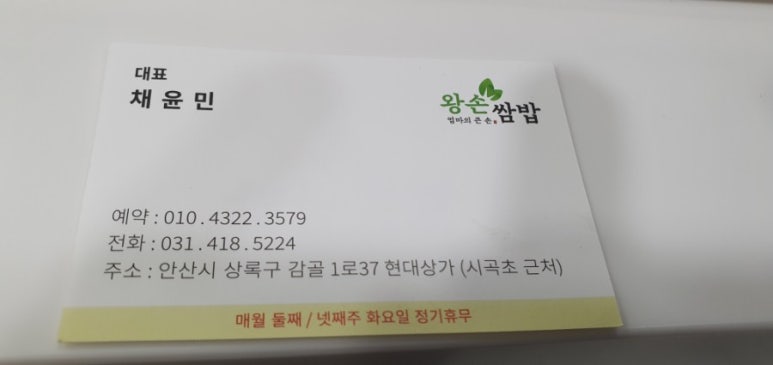 대표
채윤민
왕손쌈밥
엄마의 큰 손
예약 : 010 . 4322 . 3579
전화 : 031 . 418 . 5224
주소 : 안산시 상록구 감골 1로37 현대상가 (시곡초 근처)
매월 둘째 / 넷째주 화요일 정기휴무